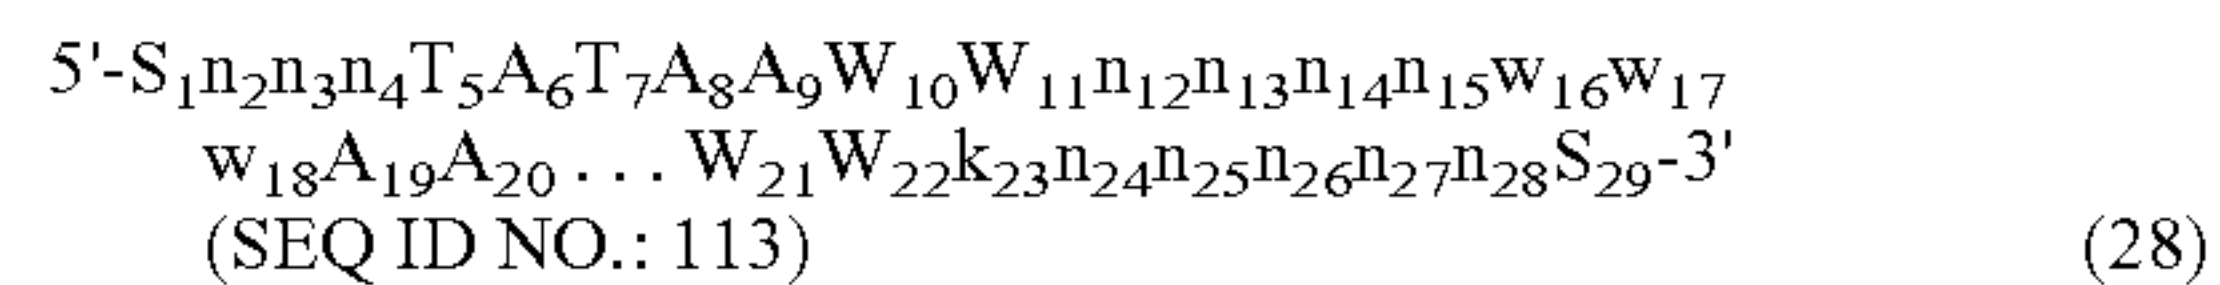 5'-S₁n₂n₃n₄T₅A₆T₇A₈A₉W₁₀W₁₁n₁₂n₁₃n₁₄n₁₅w₁₆w₁₇
w₁₈A₁₉A₂₀ . . . W₂₁W₂₂k₂₃n₂₄n₂₅n₂₆n₂₇n₂₈S₂₉-3'
(SEQ ID NO.: 113) (28)